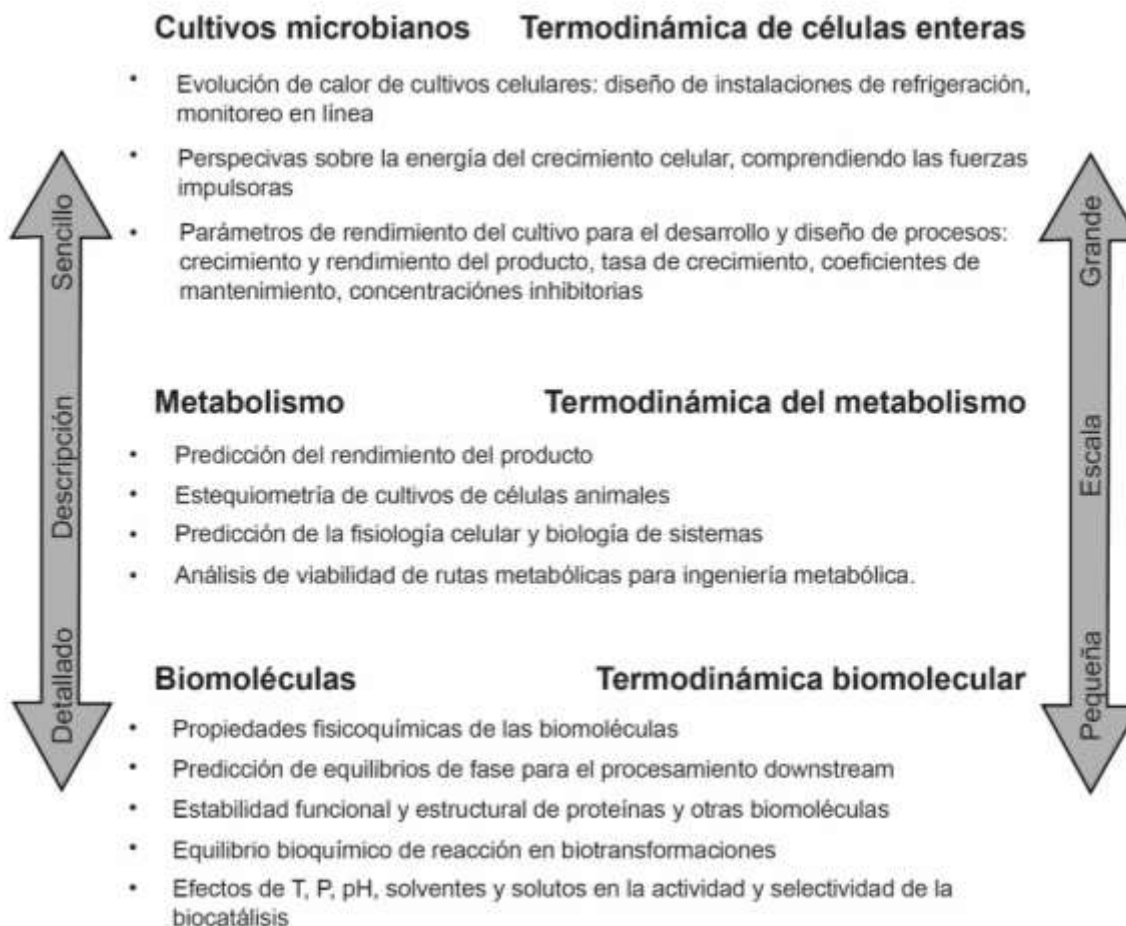 Cultivos microbianos Termodinámica de células enteras
• Evolución de calor de cultivos celulares: diseño de instalaciones de refrigeración,
monitoreo en línea
• Perspecivas sobre la energía del crecimiento celular, comprendiendo las fuerzas
impulsoras
• Parámetros de rendimiento del cultivo para el desarrollo y diseño de procesos:
crecimiento y rendimiento del producto, tasa de crecimiento, coeficientes de
mantenimiento, concentraciónes inhibitorias
Metabolismo Termodinámica del metabolismo
• Predicción del rendimiento del producto
• Estequiometría de cultivos de células animales
• Predicción de la fisiología celular y biología de sistemas
• Análisis de viabilidad de rutas metabólicas para ingeniería metabólica.
Biomoléculas Termodinámica biomolecular
• Propiedades fisicoquímicas de las biomoléculas
• Predicción de equilibrios de fase para el procesamiento downstream
• Estabilidad funcional y estructural de proteínas y otras biomoléculas
• Equilibrio bioquímico de reacción en biotransformaciones
• Efectos de T, P, pH, solventes y solutos en la actividad y selectividad de la
biocatálisis
Detallado Descripción Sencillo
Pequeña Escala Grande